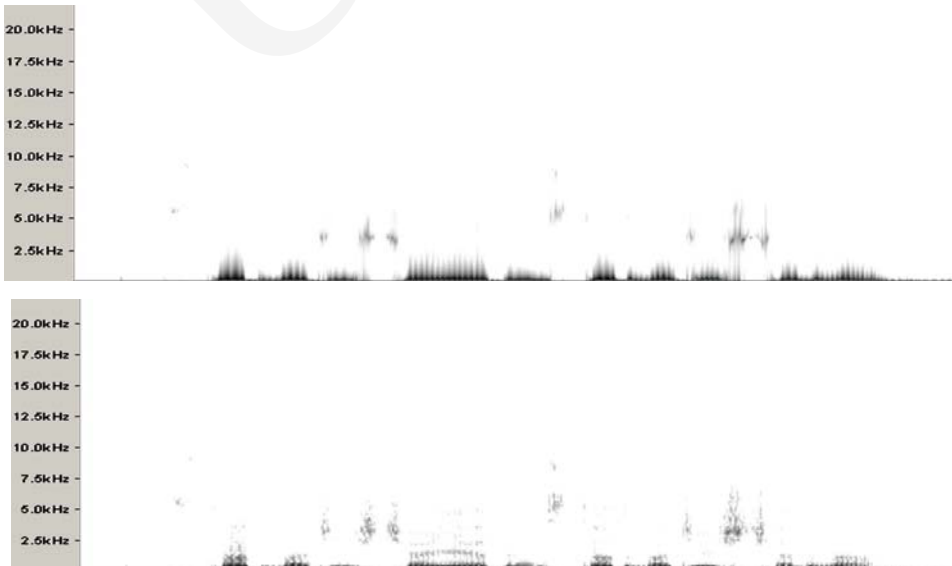 20.0kHz -
17.5kHz -
15.0kHz -
12.5kHz -
10.0kHz -
7.5kHz -
5.0kHz -
2.5kHz -
20.0kHz -
17.5kHz -
15.0kHz -
12.5kHz -
10.0kHz -
7.5kHz -
5.0kHz -
2.5kHz -